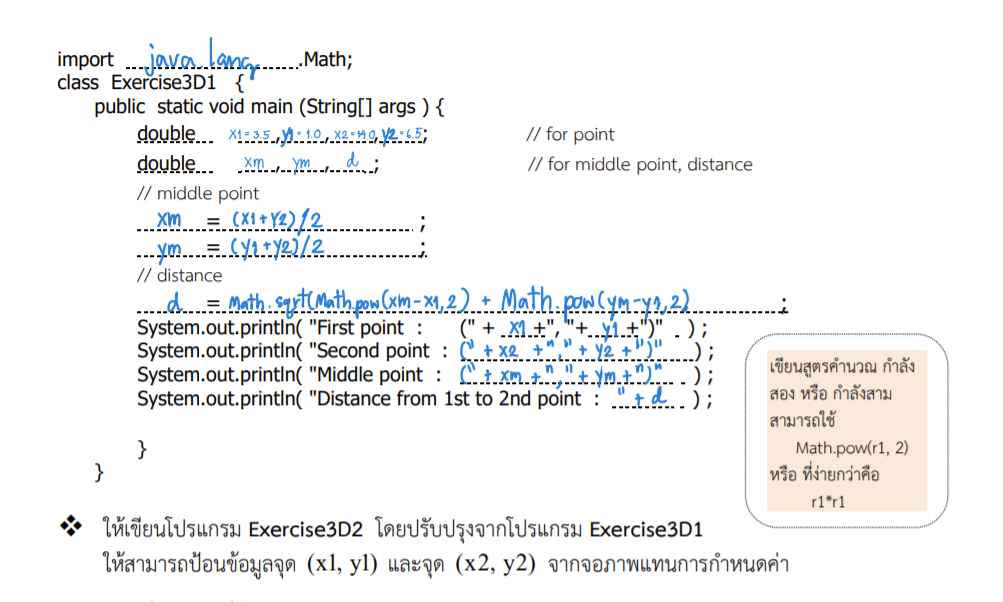 import java.lang.Math;
class Exercise3D1 {
public static void main (String[] args ) {
double x1=3.5 , y1=1.0 , x2=14.0, y2=6.5; // for point
double xm , ym , d ; // for middle point, distance
// middle point
xm = (x1+y2)/2 ;
ym = (y1+y2)/2 ;
// distance
d = Math.sqrt(Math.pow(xm-x1,2) + Math.pow(ym-y1,2) ;
System.out.println( "First point : (" + x1 +", "+ y1 +")" ) ;
System.out.println( "Second point : (" + x2 +","+ y2 +")" ) ;
System.out.println( "Middle point : (" + xm +","+ ym +")" ) ;
System.out.println( "Distance from 1st to 2nd point : " + d ) ;
}
}
เขียนสูตรคำนวณ กำลัง
สอง หรือ กำลังสาม
สามารถใช้
Math.pow(r1, 2)
หรือ ที่ง่ายกว่าคือ
r1*r1
❖ ให้เขียนโปรแกรม Exercise3D2 โดยปรับปรุงจากโปรแกรม Exercise3D1
ให้สามารถป้อนข้อมูลจุด (x1, y1) และจุด (x2, y2) จากจอภาพแทนการกำหนดค่า